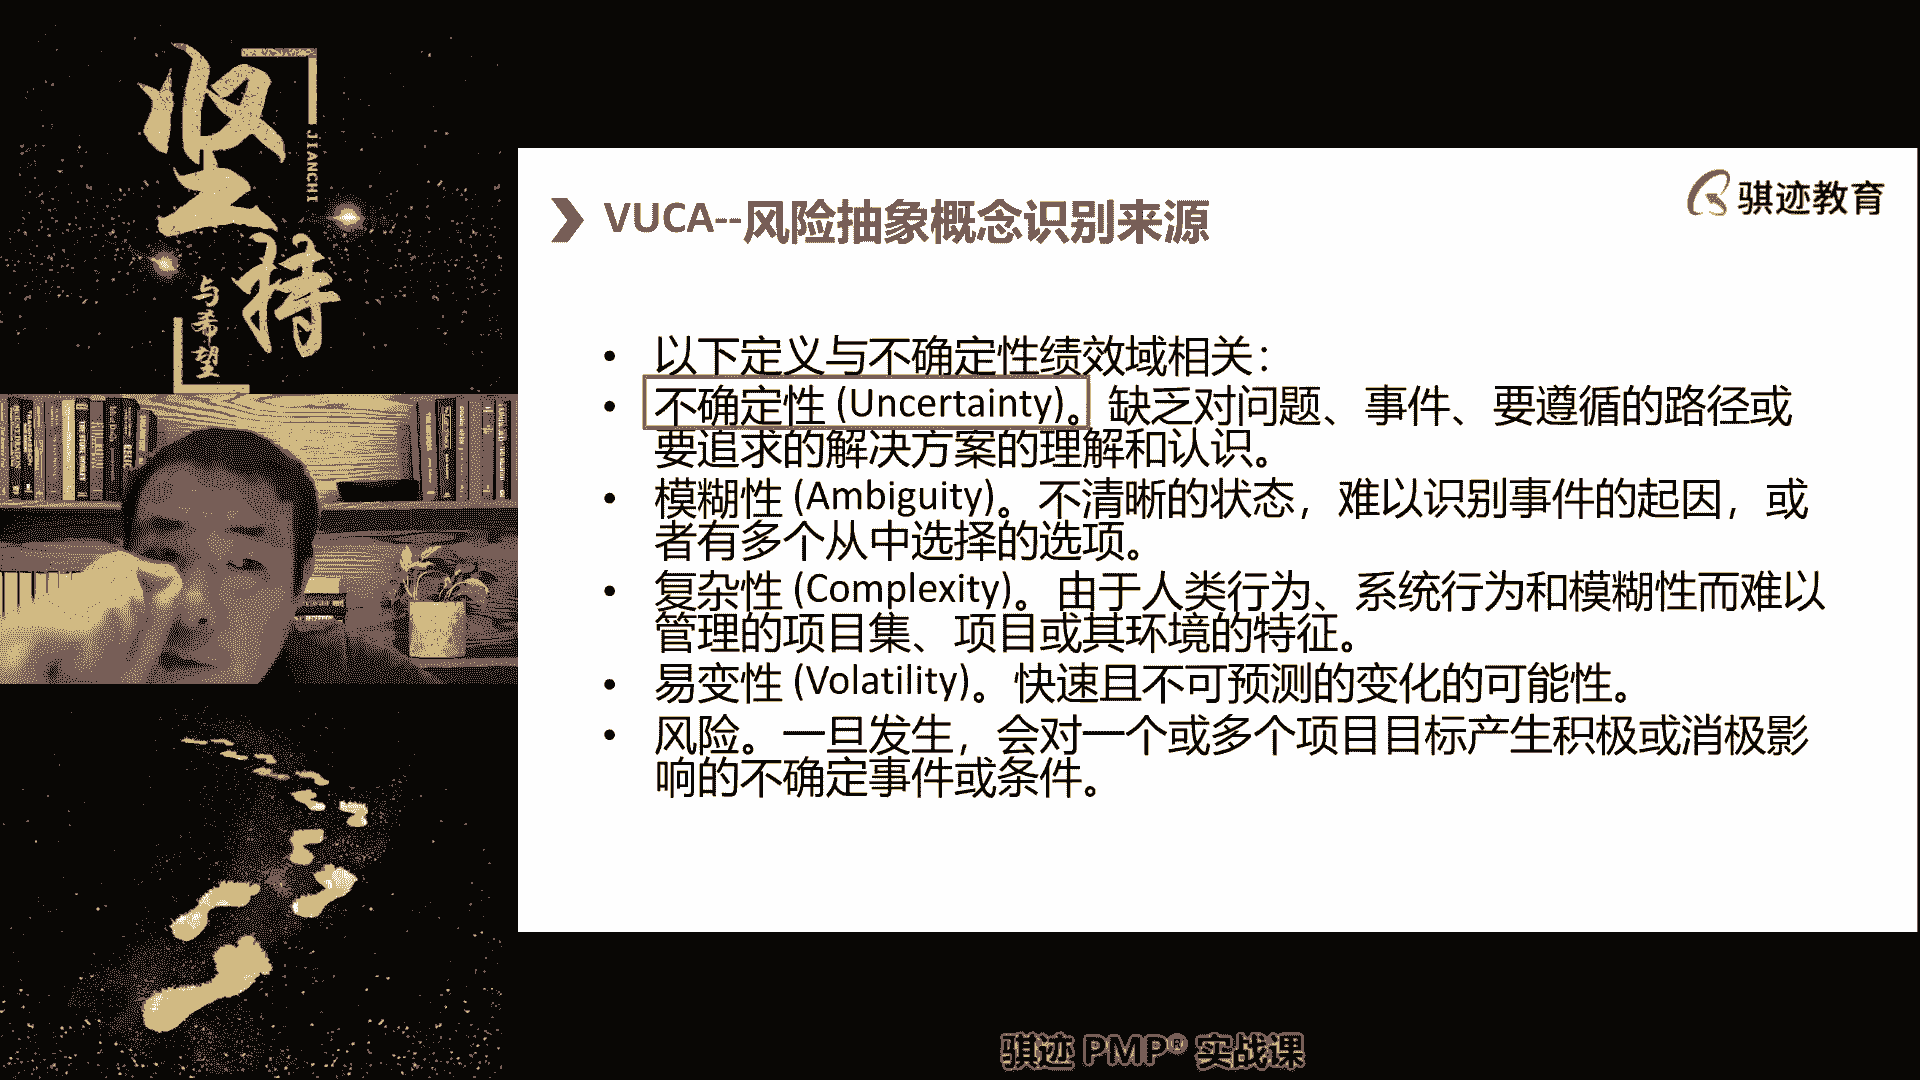 坚持
JIANCHI
与希望
骐迹教育
VUCA--风险抽象概念识别来源
• 以下定义与不确定性绩效域相关：
• 不确定性 (Uncertainty)。缺乏对问题、事件、要遵循的路径或
要追求的解决方案的理解和认识。
• 模糊性 (Ambiguity)。不清晰的状态，难以识别事件的起因，或
者有多个从中选择的选项。
• 复杂性 (Complexity)。由于人类行为、系统行为和模糊性而难以
管理的项目集、项目或其环境的特征。
• 易变性 (Volatility)。快速且不可预测的变化的可能性。
• 风险。一旦发生，会对一个或多个项目目标产生积极或消极影
响的不确定事件或条件。
骐迹 PMP® 实战课